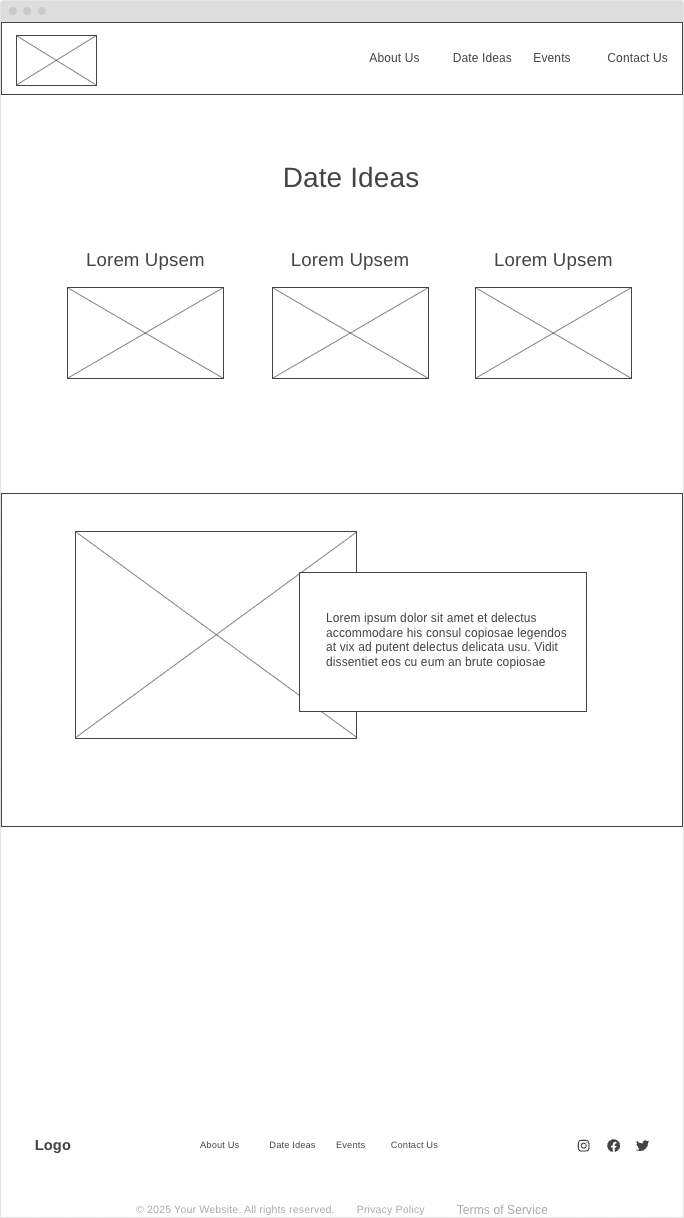 About Us Date Ideas Events Contact Us
Date Ideas
Lorem Upsem Lorem Upsem Lorem Upsem
Lorem ipsum dolor sit amet et delectus
accommodare his consul copiosae legendos
at vix ad putent delectus delicata usu. Vidit
dissentiet eos cu eum an brute copiosae
Logo About Us Date Ideas Events Contact Us
© 2025 Your Website. All rights reserved. Privacy Policy Terms of Service